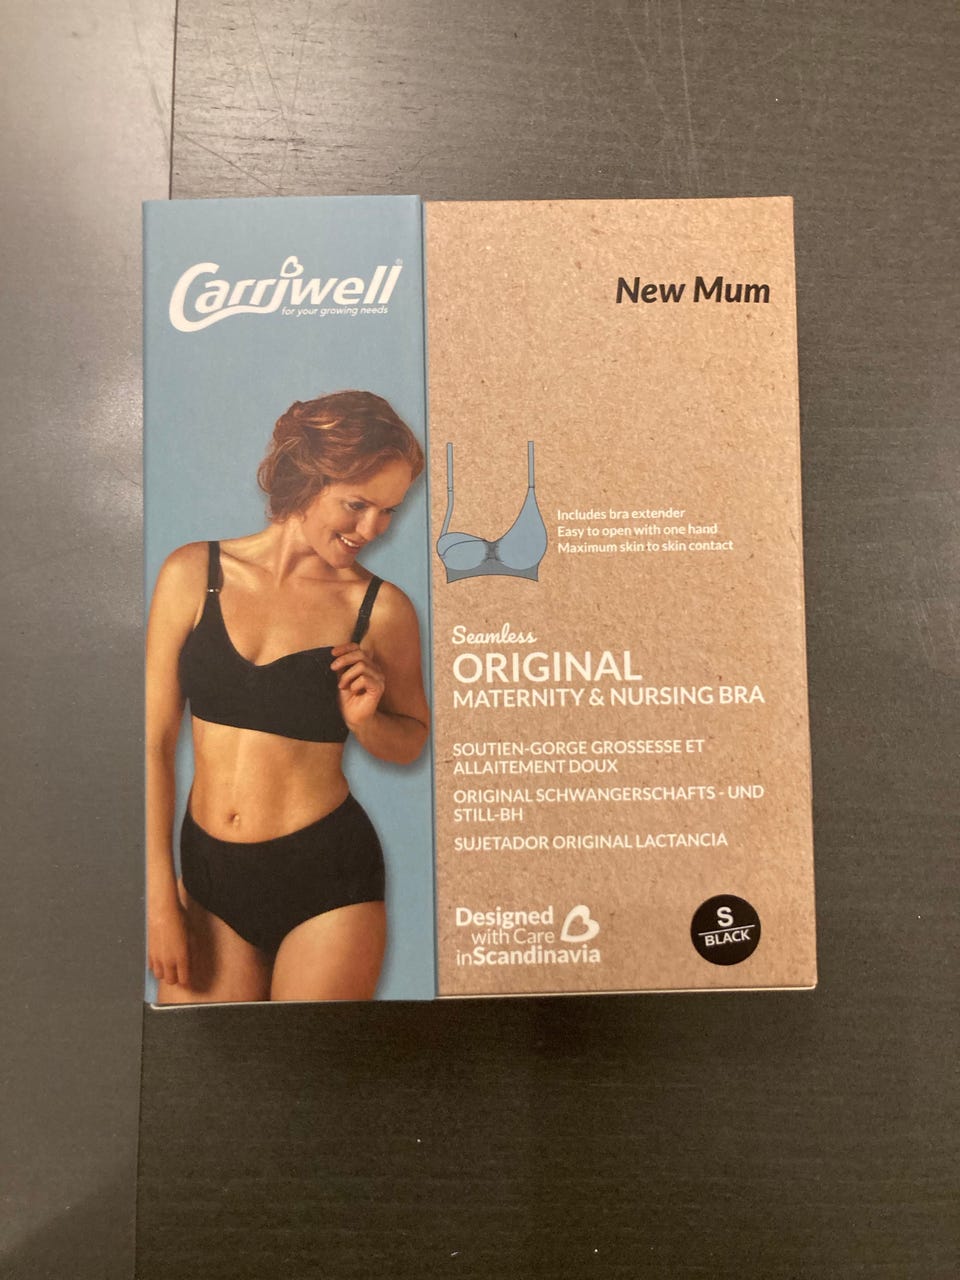 Carriwell®
for your growing needs
New Mum
Includes bra extender
Easy to open with one hand
Maximum skin to skin contact
Seamless
ORIGINAL
MATERNITY & NURSING BRA
SOUTIEN-GORGE GROSSESSE ET
ALLAITEMENT DOUX
ORIGINAL SCHWANGERSCHAFTS - UND
STILL-BH
SUJETADOR ORIGINAL LACTANCIA
Designed
with Care
inScandinavia
S
BLACK